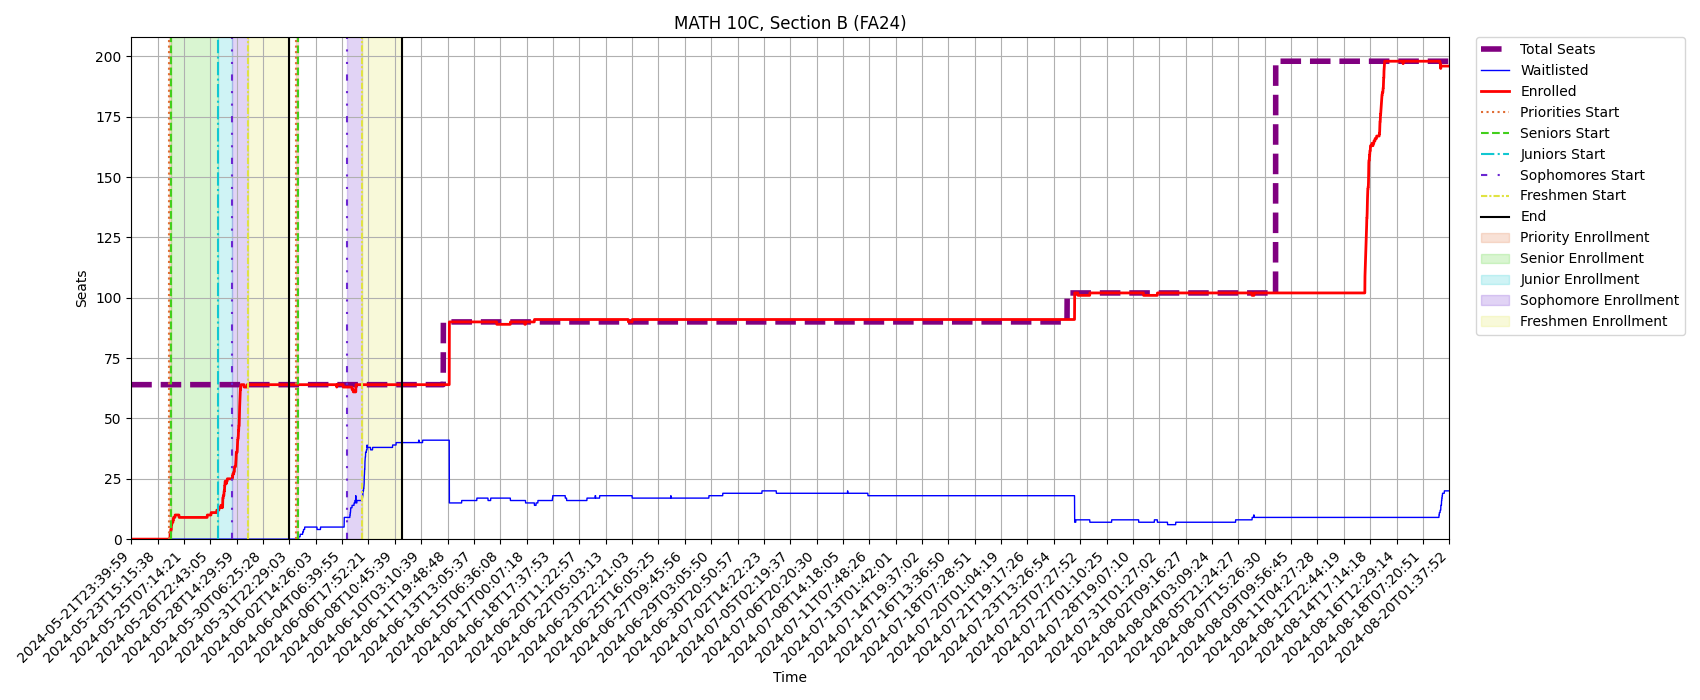 MATH 10C, Section B (FA24)
Seats
200
175
150
125
100
75
50
25
0
2024-05-21T23:39:59
2024-05-23T15:15:38
2024-05-25T07:14:21
2024-05-26T22:43:05
2024-05-28T14:29:59
2024-05-30T06:25:28
2024-05-31T22:29:03
2024-06-02T14:26:03
2024-06-04T06:39:55
2024-06-06T17:52:21
2024-06-08T10:45:39
2024-06-10T03:10:39
2024-06-11T19:48:48
2024-06-13T13:05:37
2024-06-15T06:36:08
2024-06-17T00:07:18
2024-06-18T17:37:53
2024-06-20T11:22:57
2024-06-22T05:03:13
2024-06-23T22:21:03
2024-06-25T16:05:25
2024-06-27T09:45:56
2024-06-29T03:05:50
2024-06-30T20:50:57
2024-07-02T14:22:23
2024-07-05T02:19:37
2024-07-06T20:20:30
2024-07-08T14:18:05
2024-07-11T07:48:26
2024-07-13T01:42:01
2024-07-14T19:37:02
2024-07-16T13:36:50
2024-07-18T07:28:51
2024-07-20T01:04:19
2024-07-21T19:17:26
2024-07-23T13:26:54
2024-07-25T07:27:52
2024-07-27T01:10:25
2024-07-28T19:07:10
2024-07-31T01:27:02
2024-08-02T09:16:27
2024-08-04T03:09:24
2024-08-05T21:24:27
2024-08-07T15:26:30
2024-08-09T09:56:45
2024-08-11T04:27:28
2024-08-12T22:44:19
2024-08-14T17:14:18
2024-08-16T12:29:14
2024-08-18T07:20:51
2024-08-20T01:37:52
Time
Total Seats
Waitlisted
Enrolled
Priorities Start
Seniors Start
Juniors Start
Sophomores Start
Freshmen Start
End
Priority Enrollment
Senior Enrollment
Junior Enrollment
Sophomore Enrollment
Freshmen Enrollment